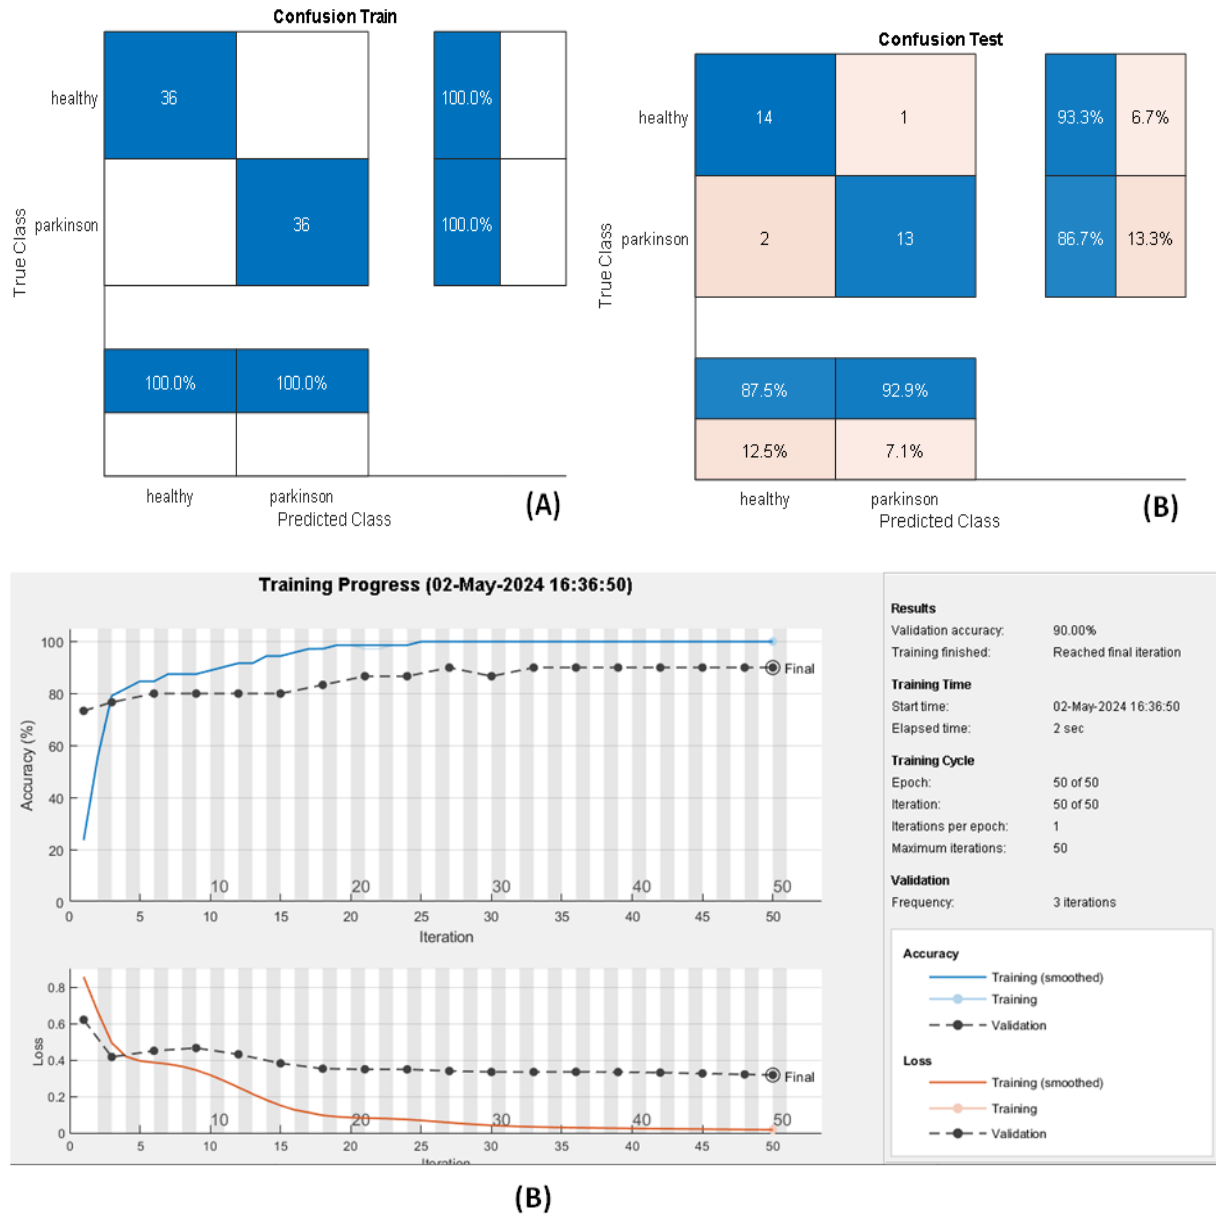 Confusion Train
healthy
36
100.0%
parkinson
36
100.0%
True Class
100.0% 100.0%
healthy parkinson
Predicted Class
(A)
Confusion Test
healthy
14 1
93.3% 6.7%
parkinson
2 13
86.7% 13.3%
True Class
87.5% 92.9%
12.5% 7.1%
healthy parkinson
Predicted Class
(B)
Training Progress (02-May-2024 16:36:50)
100
80
60
40
20
0
Accuracy (%)
Final
10 20 30 40 50
0 5 10 15 20 25 30 35 40 45 50
Iteration
0.8
0.6
0.4
0.2
0
Loss
Final
10 20 30 40 50
0 5 10 15 20 25 30 35 40 45 50
Iteration
Results
Validation accuracy: 90.00%
Training finished: Reached final iteration
Training Time
Start time: 02-May-2024 16:36:50
Elapsed time: 2 sec
Training Cycle
Epoch: 50 of 50
Iteration: 50 of 50
Iterations per epoch: 1
Maximum iterations: 50
Validation
Frequency: 3 iterations
Accuracy
Training (smoothed)
Training
Validation
Loss
Training (smoothed)
Training
Validation
(B)